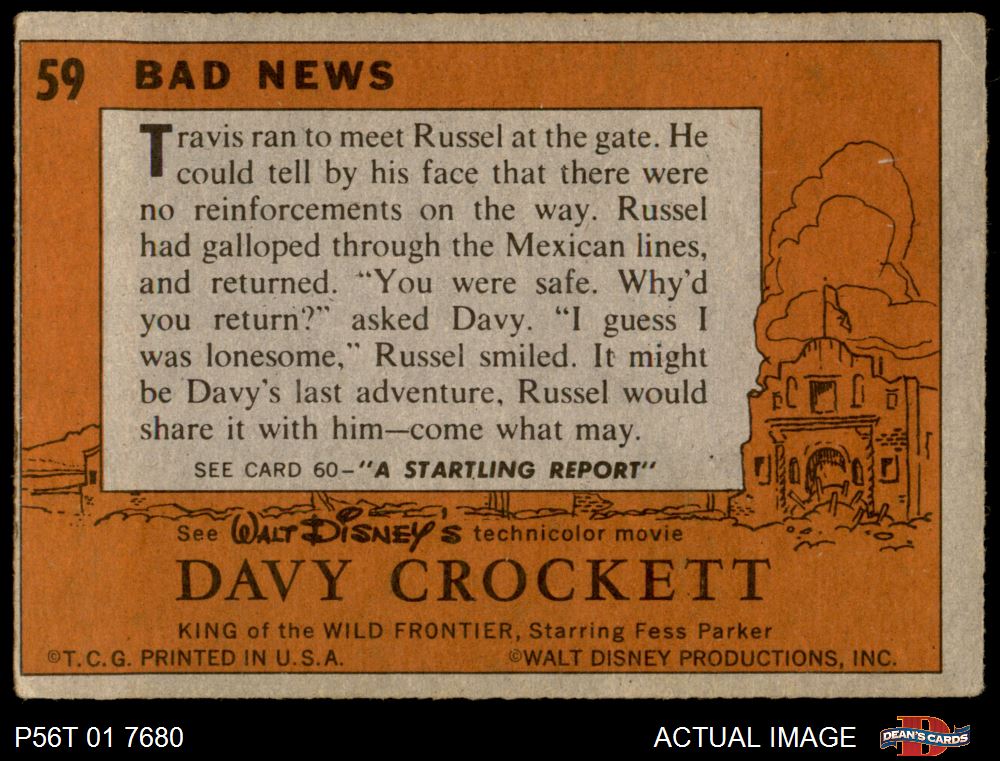 59 BAD NEWS
Travis ran to meet Russel at the gate. He
could tell by his face that there were
no reinforcements on the way. Russel
had galloped through the Mexican lines,
and returned. “You were safe. Why’d
you return?” asked Davy. “I guess I
was lonesome,” Russel smiled. It might
be Davy’s last adventure, Russel would
share it with him—come what may.
SEE CARD 60–"A STARTLING REPORT"
See WALT DISNEY'S technicolor movie
DAVY CROCKETT
KING of the WILD FRONTIER, Starring Fess Parker
©T.C.G. PRINTED IN U.S.A. ©WALT DISNEY PRODUCTIONS, INC.
P56T 01 7680 ACTUAL IMAGE DEAN'S CARDS